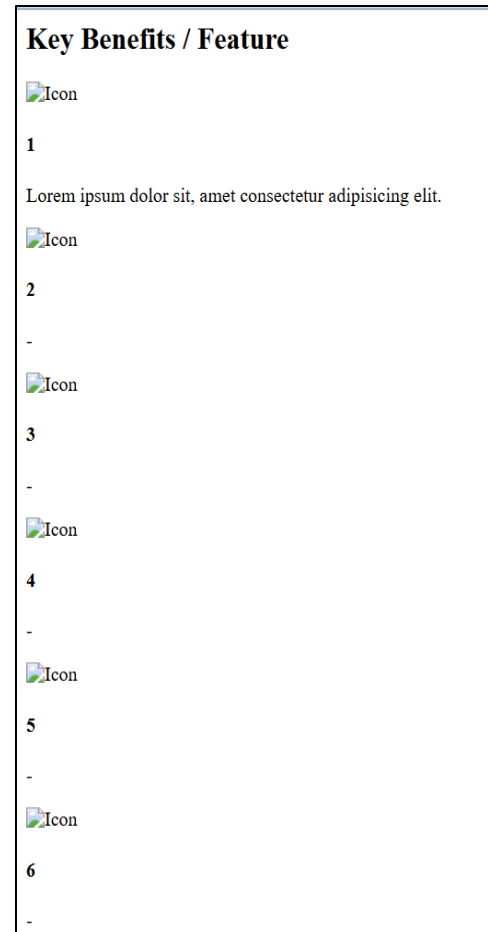 Key Benefits / Feature
Icon
1
Lorem ipsum dolor sit, amet consectetur adipisicing elit.
Icon
2
-
Icon
3
-
Icon
4
-
Icon
5
-
Icon
6
-